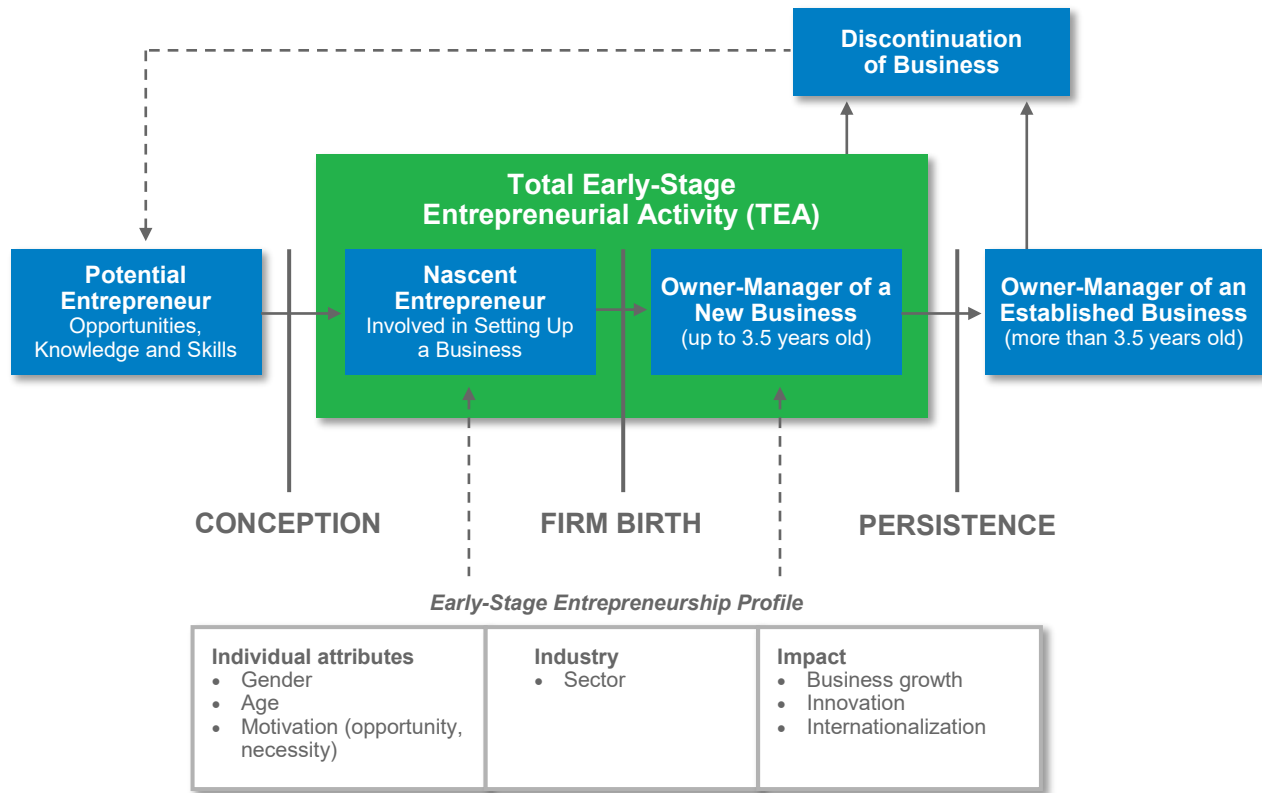 Discontinuation
of Business
Total Early-Stage
Entrepreneurial Activity (TEA)
Potential
Entrepreneur
Opportunities,
Knowledge and Skills
Nascent
Entrepreneur
Involved in Setting Up
a Business
Owner-Manager of a
New Business
(up to 3.5 years old)
Owner-Manager of an
Established Business
(more than 3.5 years old)
CONCEPTION
FIRM BIRTH
PERSISTENCE
Early-Stage Entrepreneurship Profile
Individual attributes
• Gender
• Age
• Motivation (opportunity,
necessity)
Industry
• Sector
Impact
• Business growth
• Innovation
• Internationalization